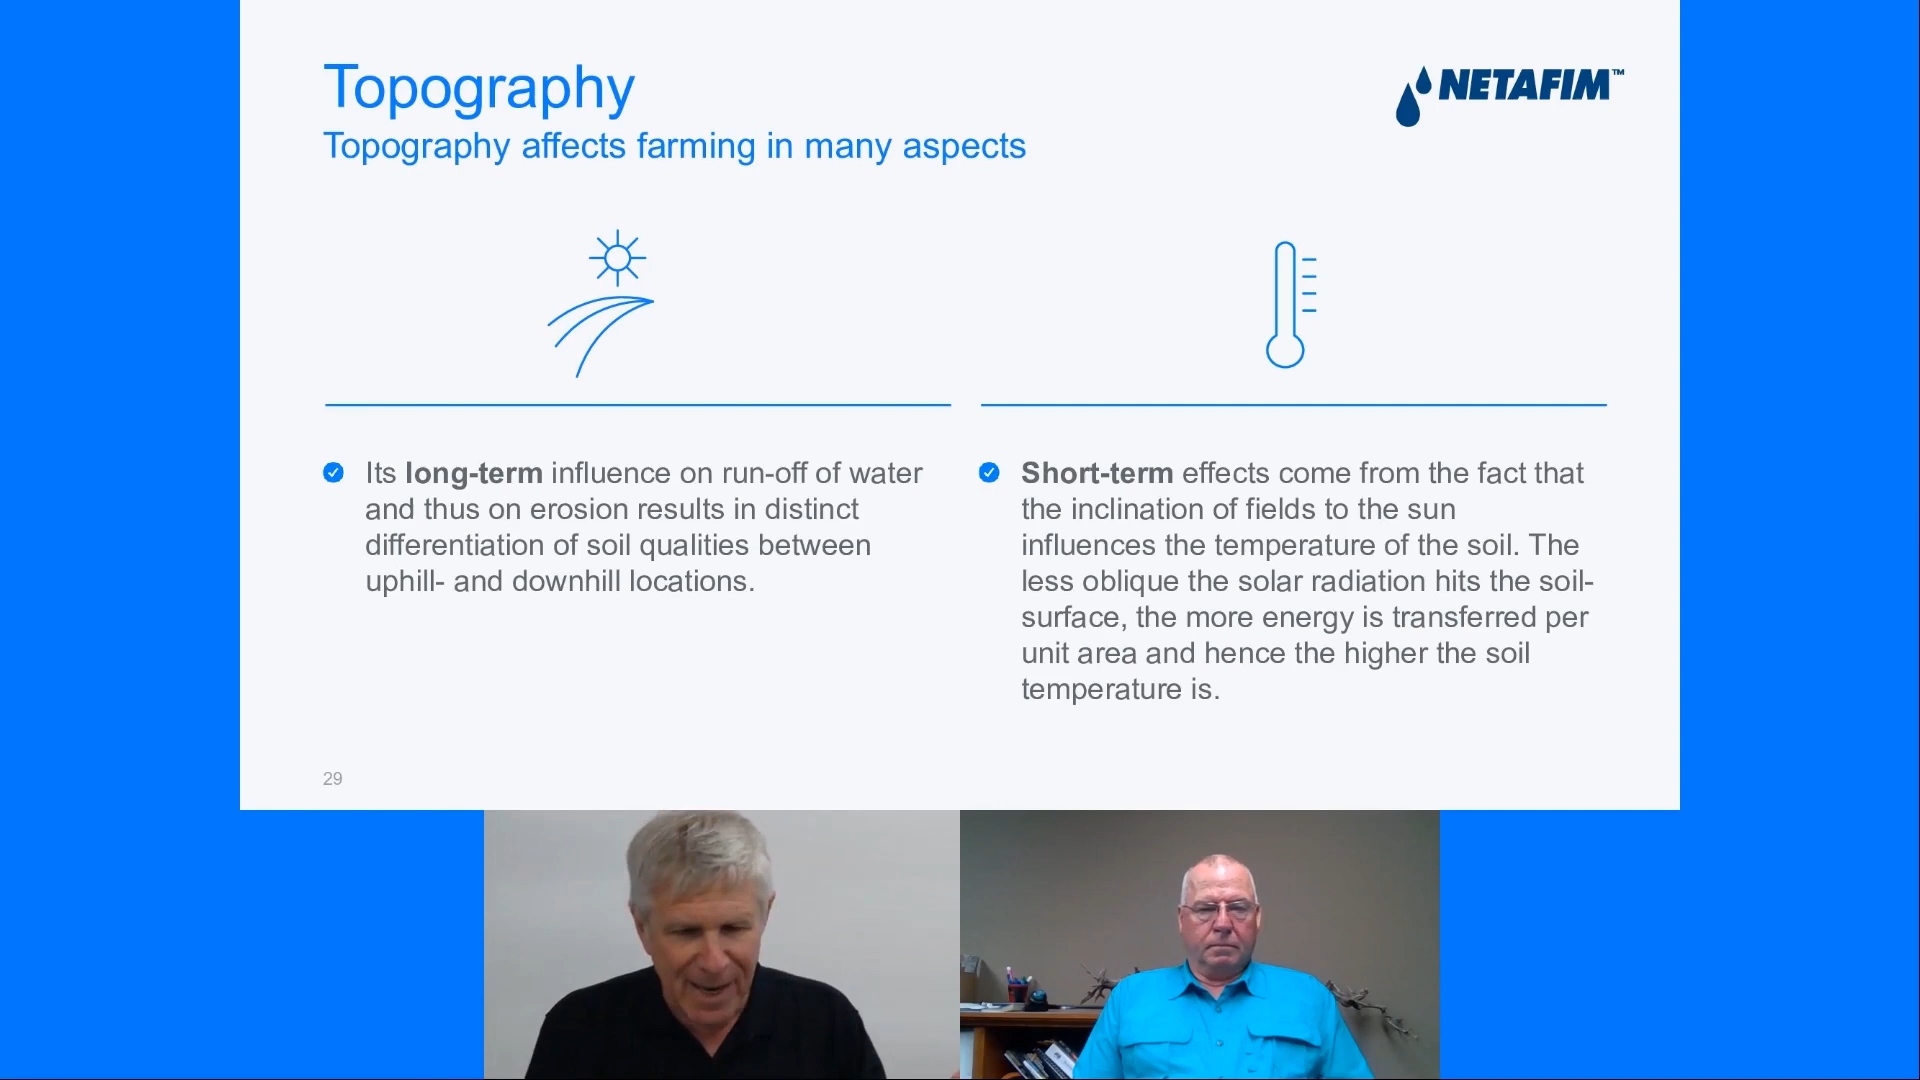 Topography
NETAFIM™
Topography affects farming in many aspects
Its long-term influence on run-off of water
and thus on erosion results in distinct
differentiation of soil qualities between
uphill- and downhill locations.
Short-term effects come from the fact that
the inclination of fields to the sun
influences the temperature of the soil. The
less oblique the solar radiation hits the soil-
surface, the more energy is transferred per
unit area and hence the higher the soil
temperature is.
29